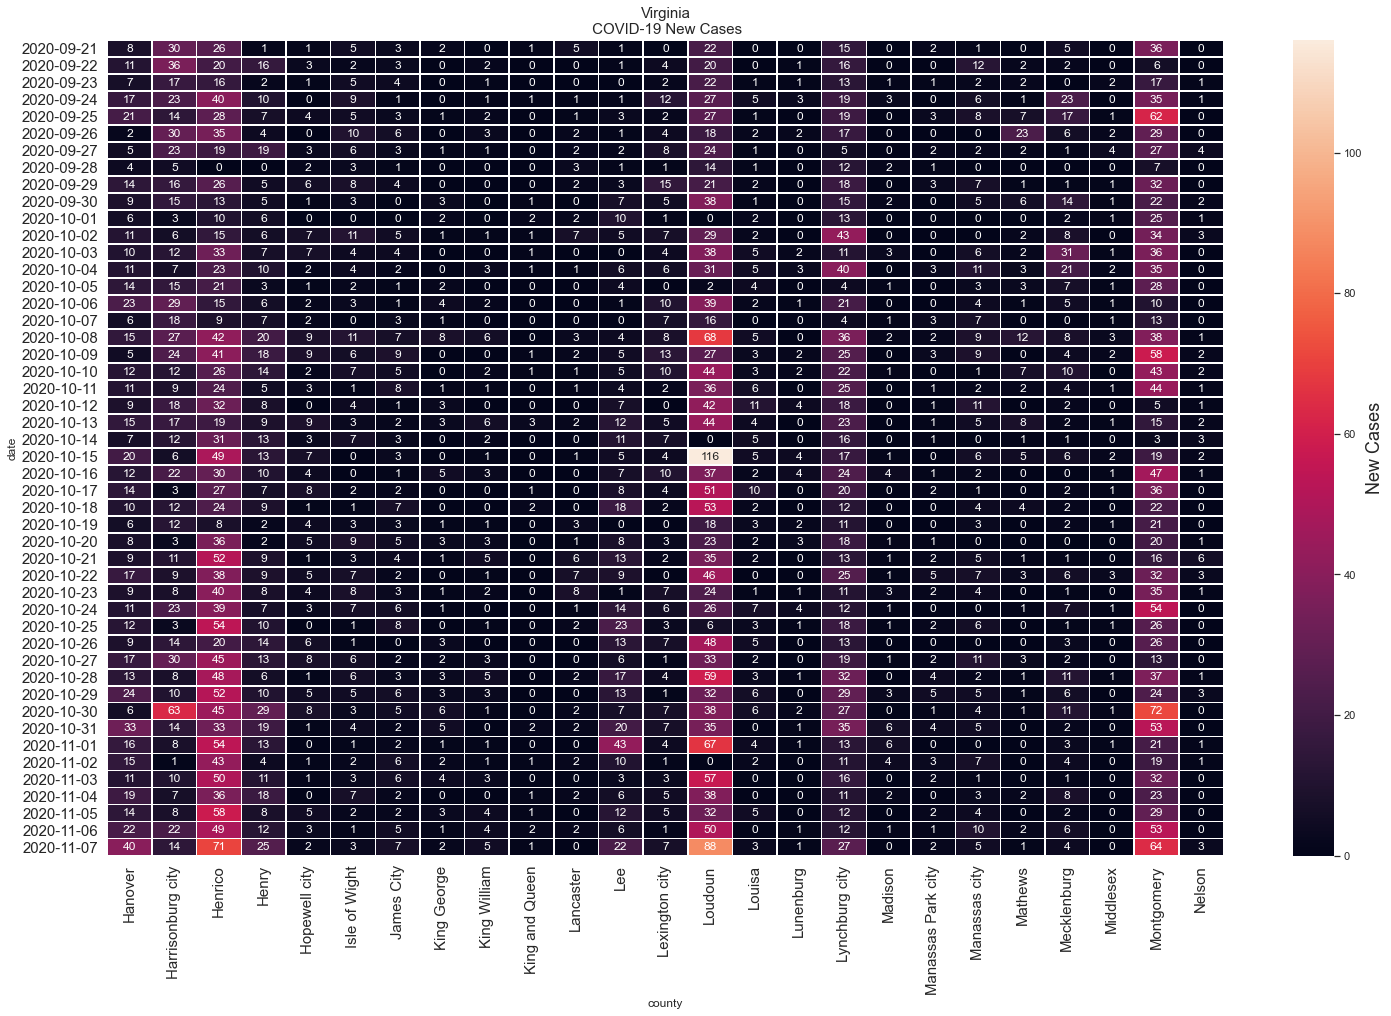 Virginia
COVID-19 New Cases
2020-09-21 8 30 26 1 1 5 3 2 0 1 5 1 0 22 0 0 15 0 2 1 0 5 0 36 0
2020-09-22 11 36 20 16 3 2 3 0 2 0 0 1 4 20 0 1 16 0 0 12 2 2 0 6 0
2020-09-23 7 17 16 2 1 5 4 0 1 0 0 0 2 22 1 1 13 1 1 2 2 0 2 17 1
2020-09-24 17 23 40 10 0 9 1 0 1 1 1 1 12 27 5 3 19 3 0 6 1 23 0 35 1
2020-09-25 21 14 28 7 4 5 3 1 2 0 1 3 2 27 1 0 19 0 3 8 7 17 1 62 0
2020-09-26 2 30 35 4 0 10 6 0 3 0 2 1 4 18 2 2 17 0 0 0 23 6 2 29 0
2020-09-27 5 23 19 19 3 6 3 1 1 0 2 2 8 24 1 0 5 0 2 2 2 1 4 27 4
2020-09-28 4 5 0 0 2 3 1 0 0 0 3 1 1 14 1 0 12 2 1 0 0 0 0 7 0
2020-09-29 14 16 26 5 6 8 4 0 0 0 2 3 15 21 2 0 18 0 3 7 1 1 1 32 0
2020-09-30 9 15 13 5 1 3 0 3 0 1 0 7 5 38 1 0 15 2 0 5 6 14 1 22 2
2020-10-01 6 3 10 6 0 0 0 2 0 2 2 10 1 0 2 0 13 0 0 0 0 2 1 25 1
2020-10-02 11 6 15 6 7 11 5 1 1 1 7 5 7 29 2 0 43 0 0 0 2 8 0 34 3
2020-10-03 10 12 33 7 7 4 4 0 0 1 0 0 4 38 5 2 11 3 0 6 2 31 1 36 0
2020-10-04 11 7 23 10 2 4 2 0 3 1 1 6 6 31 5 3 40 0 3 11 3 21 2 35 0
2020-10-05 14 15 21 3 1 2 1 2 0 0 0 4 0 2 4 0 4 1 0 3 3 7 1 28 0
2020-10-06 23 29 15 6 2 3 1 4 2 0 0 1 10 39 2 1 21 0 0 4 1 5 1 10 0
2020-10-07 6 18 9 7 2 0 3 1 0 0 0 0 7 16 0 0 4 1 3 7 0 0 1 13 0
2020-10-08 15 27 42 20 9 11 7 8 6 0 3 4 8 68 5 0 36 2 2 9 12 8 3 38 1
2020-10-09 5 24 41 18 9 6 9 0 0 1 2 5 13 27 3 2 25 0 3 9 0 4 2 58 2
2020-10-10 12 12 26 14 2 7 5 0 2 1 1 5 10 44 3 2 22 1 0 1 7 10 0 43 2
2020-10-11 11 9 24 5 3 1 8 1 1 0 1 4 2 36 6 0 25 0 1 2 2 4 1 44 1
2020-10-12 9 18 32 8 0 4 1 3 0 0 0 7 0 42 11 4 18 0 1 11 0 2 0 5 1
2020-10-13 15 17 19 9 9 3 2 3 6 3 2 12 5 44 4 0 23 0 1 5 8 2 1 15 2
2020-10-14 7 12 31 13 3 7 3 0 2 0 0 11 7 0 5 0 16 1 0 1 1 1 0 3 3
2020-10-15 20 6 49 13 7 0 3 0 1 0 1 5 4 116 5 4 17 1 0 6 5 6 2 19 2
2020-10-16 12 22 30 10 4 0 1 5 3 0 0 7 10 37 2 4 24 4 1 2 0 0 1 47 1
2020-10-17 14 3 27 7 8 2 2 0 0 1 0 8 4 51 10 0 20 0 2 1 0 2 1 36 0
2020-10-18 10 12 24 9 1 1 7 0 0 2 0 18 2 53 2 0 12 0 0 4 4 2 0 22 0
2020-10-19 6 12 8 2 4 3 3 1 1 0 3 0 0 18 3 2 11 0 0 3 0 2 1 21 0
2020-10-20 8 3 36 2 5 9 5 3 3 0 1 8 3 23 2 3 18 1 1 0 0 0 0 20 1
2020-10-21 9 11 52 9 1 3 4 1 5 0 6 13 2 35 2 0 13 1 2 5 1 1 0 16 6
2020-10-22 17 9 38 9 5 7 2 0 1 0 7 9 0 46 0 0 25 1 5 7 3 6 3 32 3
2020-10-23 9 8 40 8 4 8 3 1 2 0 8 1 7 24 1 1 11 3 2 4 0 1 0 35 1
2020-10-24 11 23 39 7 3 7 6 1 0 0 1 14 6 26 7 4 12 1 0 0 1 7 1 54 0
2020-10-25 12 3 54 10 0 1 8 0 1 0 2 23 3 6 3 1 18 1 2 6 0 1 1 26 0
2020-10-26 9 14 20 14 6 1 0 3 0 0 0 13 7 48 5 0 13 0 0 0 0 3 0 26 0
2020-10-27 17 30 45 13 8 6 2 2 3 0 0 6 1 33 2 0 19 1 2 11 3 2 0 13 0
2020-10-28 13 8 48 6 1 6 3 3 5 0 2 17 4 59 3 1 32 0 4 2 1 11 1 37 1
2020-10-29 24 10 52 10 5 5 6 3 3 0 0 13 1 32 6 0 29 3 5 5 1 6 0 24 3
2020-10-30 6 63 45 29 8 3 5 6 1 0 2 7 7 38 6 2 27 0 1 4 1 11 1 72 0
2020-10-31 33 14 33 19 1 4 2 5 0 2 2 20 7 35 0 1 35 6 4 5 0 2 0 53 0
2020-11-01 16 8 54 13 0 1 2 1 1 0 0 43 4 67 4 1 13 6 0 0 0 3 1 21 1
2020-11-02 15 1 43 4 1 2 6 2 1 1 2 10 1 0 2 0 11 4 3 7 0 4 0 19 1
2020-11-03 11 10 50 11 1 3 6 4 3 0 0 3 3 57 0 0 16 0 2 1 0 1 0 32 0
2020-11-04 19 7 36 18 0 7 2 0 0 1 2 6 5 38 0 0 11 2 0 3 2 8 0 23 0
2020-11-05 14 8 58 8 5 2 2 3 4 1 0 12 5 32 5 0 12 0 2 4 0 2 0 29 0
2020-11-06 22 22 49 12 3 1 5 1 4 2 2 6 1 50 0 1 12 1 1 10 2 6 0 53 0
2020-11-07 40 14 71 25 2 3 7 2 5 1 0 22 7 88 3 1 27 0 2 5 1 4 0 64 3
date
Hanover
Harrisonburg city
Henrico
Henry
Hopewell city
Isle of Wight
James City
King George
King William
King and Queen
Lancaster
Lee
Lexington city
Loudoun
Louisa
Lunenburg
Lynchburg city
Madison
Manassas Park city
Manassas city
Mathews
Mecklenburg
Middlesex
Montgomery
Nelson
county
100
80
60
40
20
0
New Cases